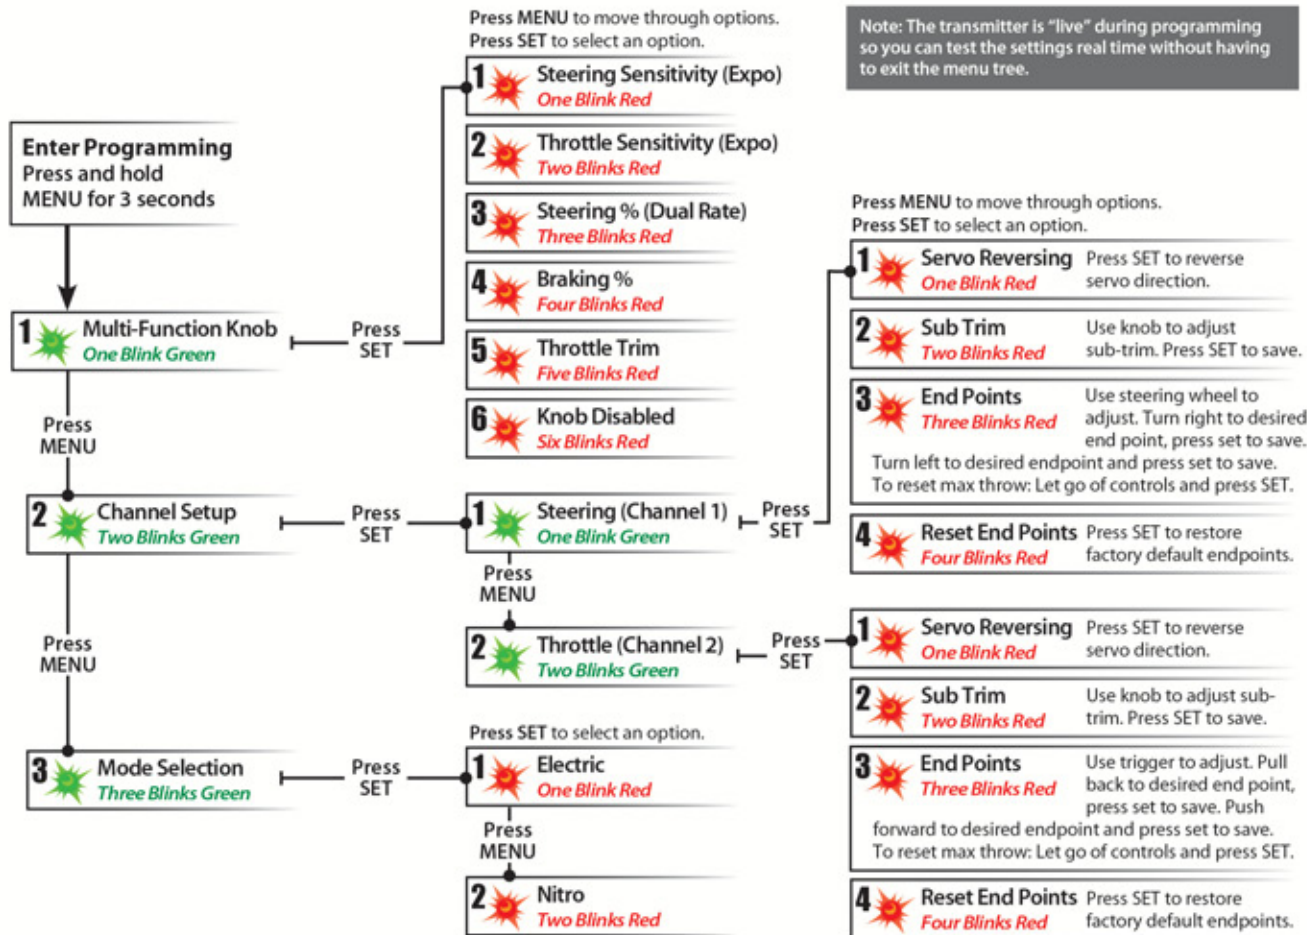 Press MENU to move through options.
Press SET to select an option.
Note: The transmitter is “live” during programming
so you can test the settings real time without having
to exit the menu tree.
Enter Programming
Press and hold
MENU for 3 seconds
1
Multi-Function Knob
One Blink Green
Press
SET
1
Steering Sensitivity (Expo)
One Blink Red
2
Throttle Sensitivity (Expo)
Two Blinks Red
3
Steering % (Dual Rate)
Three Blinks Red
4
Braking %
Four Blinks Red
5
Throttle Trim
Five Blinks Red
6
Knob Disabled
Six Blinks Red
Press
MENU
2
Channel Setup
Two Blinks Green
Press
SET
1
Steering (Channel 1)
One Blink Green
Press
SET
Press MENU to move through options.
Press SET to select an option.
1
Servo Reversing
One Blink Red
Press SET to reverse
servo direction.
2
Sub Trim
Two Blinks Red
Use knob to adjust
sub-trim. Press SET to save.
3
End Points
Three Blinks Red
Use steering wheel to
adjust. Turn right to desired
end point, press set to save.
Turn left to desired endpoint and press set to save.
To reset max throw: Let go of controls and press SET.
4
Reset End Points
Four Blinks Red
Press SET to restore
factory default endpoints.
Press
MENU
2
Throttle (Channel 2)
Two Blinks Green
Press
SET
1
Servo Reversing
One Blink Red
Press SET to reverse
servo direction.
2
Sub Trim
Two Blinks Red
Use knob to adjust sub-
trim. Press SET to save.
3
End Points
Three Blinks Red
Use trigger to adjust. Pull
back to desired end point,
press set to save. Push
forward to desired endpoint and press set to save.
To reset max throw: Let go of controls and press SET.
4
Reset End Points
Four Blinks Red
Press SET to restore
factory default endpoints.
Press
MENU
3
Mode Selection
Three Blinks Green
Press
SET
Press SET to select an option.
1
Electric
One Blink Red
Press
MENU
2
Nitro
Two Blinks Red